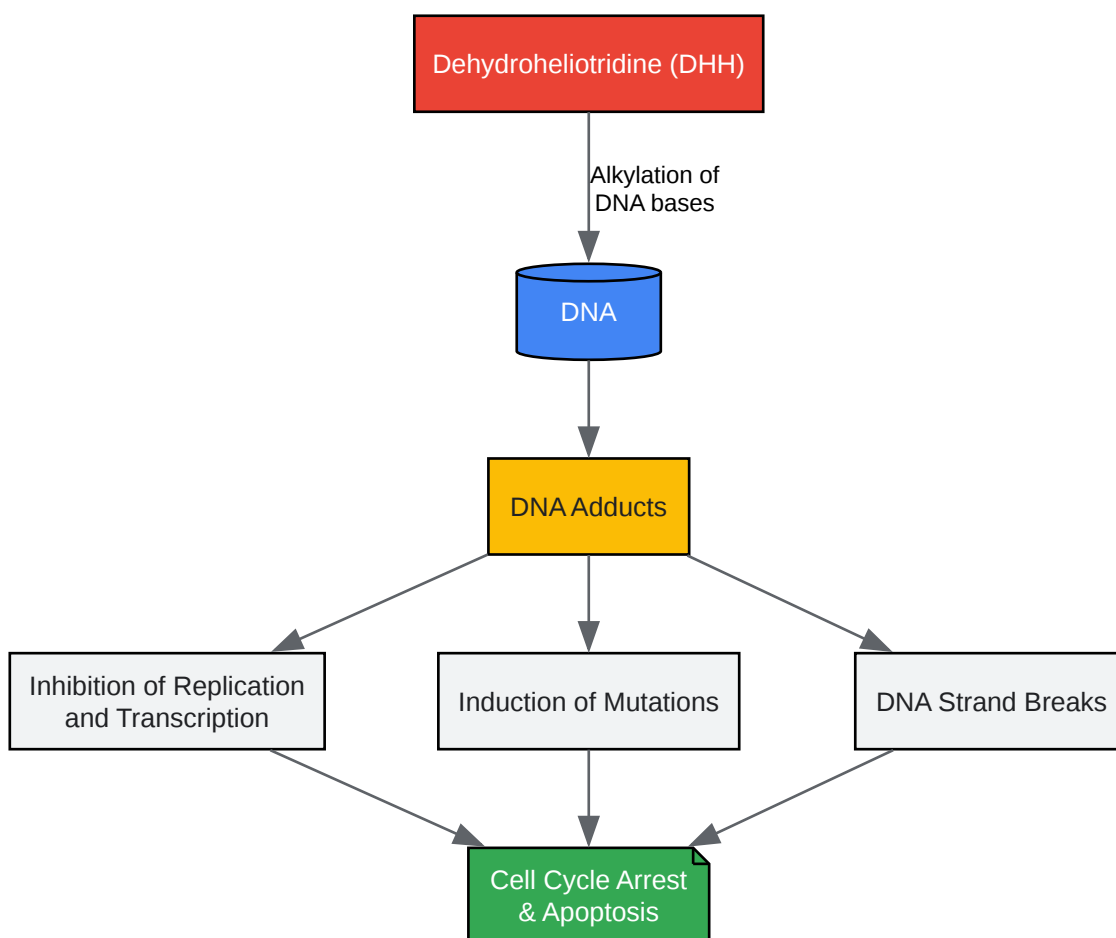 Dehydroheliotridine (DHH)
Alkylation of
DNA bases
DNA
DNA Adducts
Inhibition of Replication
and Transcription
Induction of Mutations
DNA Strand Breaks
Cell Cycle Arrest
& Apoptosis